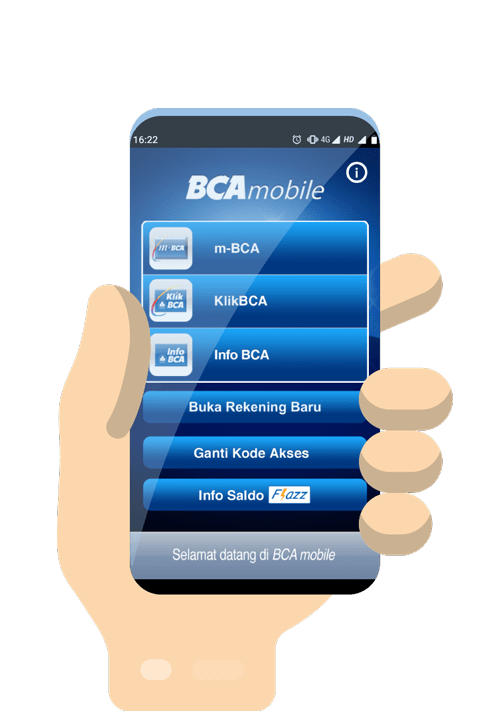 16:22 4G HD
BCA mobile
m-BCA m-BCA
Klik BCA KlikBCA
Info BCA Info BCA
Buka Rekening Baru
Ganti Kode Akses
Info Saldo Flazz
Selamat datang di BCA mobile